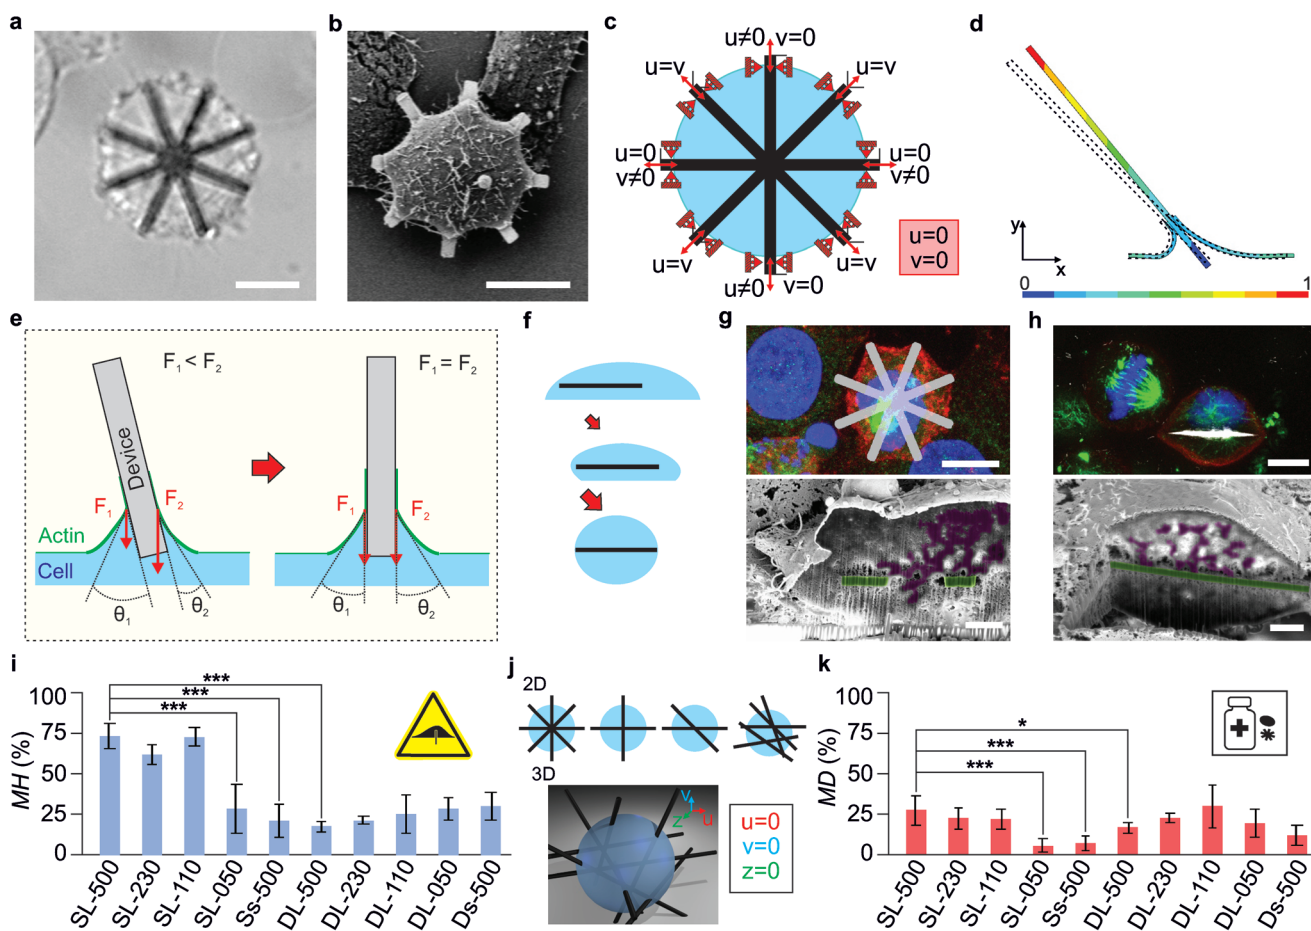 a
b
c
d
u≠0 v=0
u=v
u=v
u=0
v≠0
u=0
v≠0
u=v
u=v
u≠0 v=0
u=0
v=0
y
x
0
1
e
f
g
h
F1 < F2
F1 = F2
Device
F1
F2
F1
F2
Actin
Cell
θ1
θ2
θ1
θ2
i
j
k
100
75
50
25
0
MH (%)
***
***
***
SL-500
SL-230
SL-110
SL-050
Ss-500
DL-500
DL-230
DL-110
DL-050
Ds-500
2D
3D
v
z
u
u=0
v=0
z=0
100
75
50
25
0
MD (%)
*
***
***
SL-500
SL-230
SL-110
SL-050
Ss-500
DL-500
DL-230
DL-110
DL-050
Ds-500